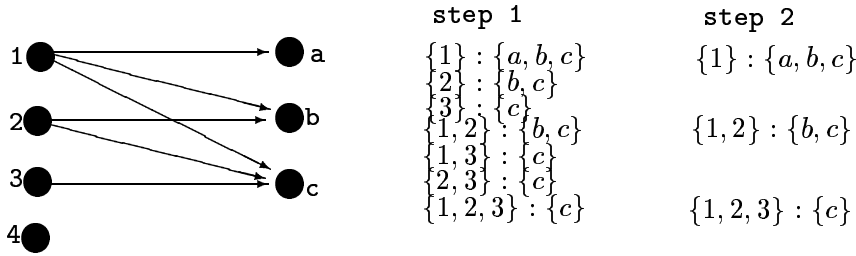 step 1
step 2
1
a
2
b
3
c
4
{1} : {a, b, c}
{2} : {b, c}
{3} : {c}
{1, 2} : {b, c}
{1, 3} : {c}
{2, 3} : {c}
{1, 2, 3} : {c}
{1} : {a, b, c}
{1, 2} : {b, c}
{1, 2, 3} : {c}